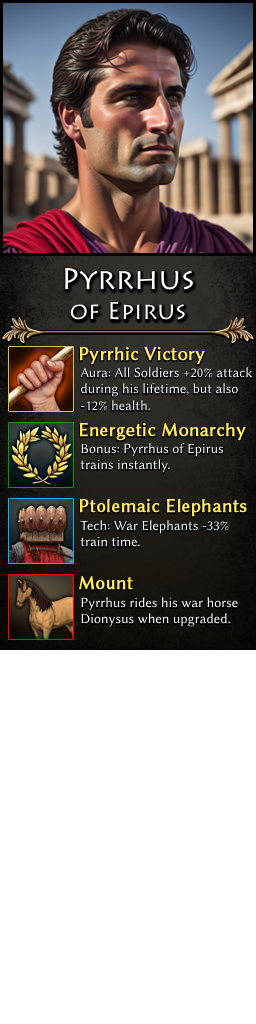 Pyrrhus
of Epirus
Pyrrhic Victory
Aura: All Soldiers +20% attack
during his lifetime, but also
-12% health.
Energetic Monarchy
Bonus: Pyrrhus of Epirus
trains instantly.
Ptolemaic Elephants
Tech: War Elephants -33%
train time.
Mount
Pyrrhus rides his war horse
Dionysus when upgraded.